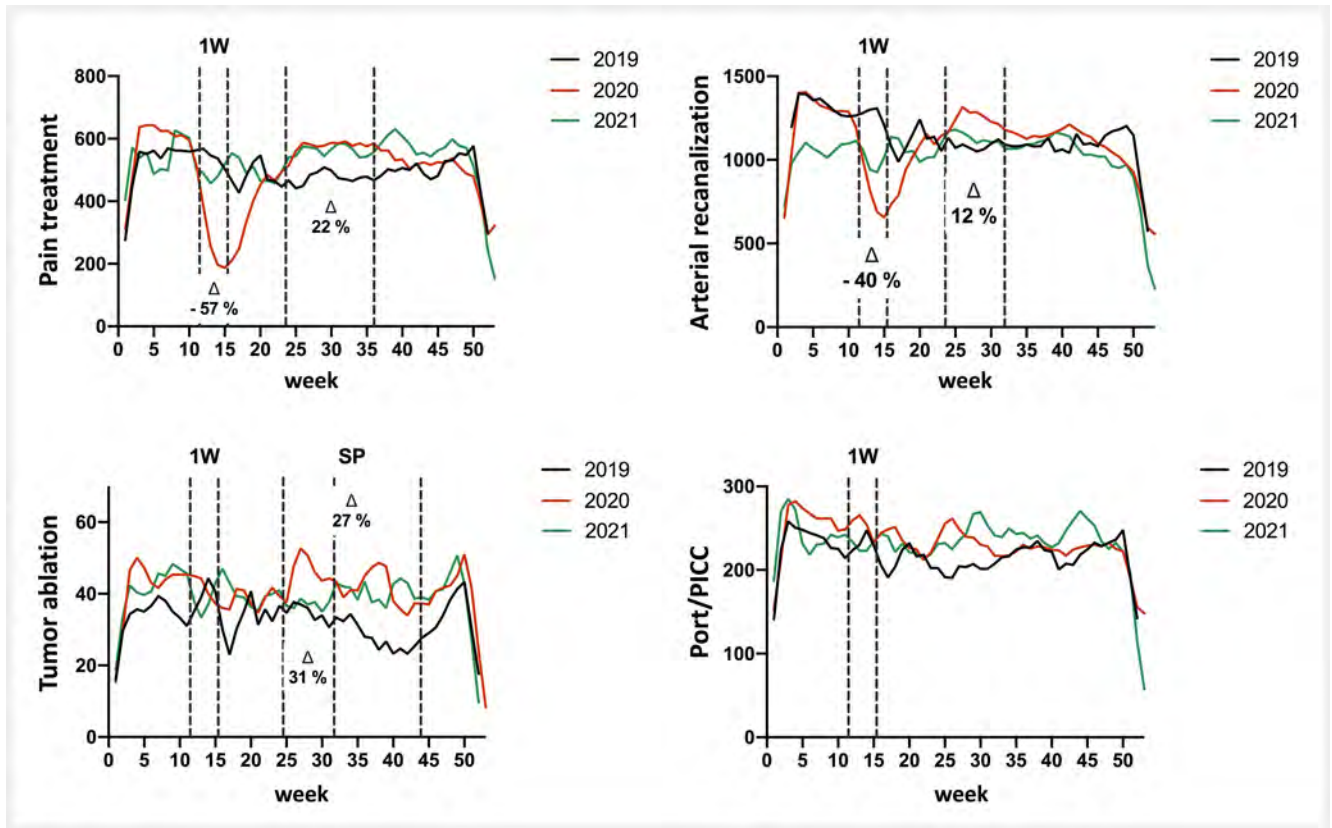 1W
2019
2020
2021
Pain treatment
800
600
400
200
0
Δ
22 %
Δ
- 57 %
0 5 10 15 20 25 30 35 40 45 50
week
1W
2019
2020
2021
Arterial recanalization
1500
1000
500
0
Δ
12 %
Δ
- 40 %
0 5 10 15 20 25 30 35 40 45 50
week
1W SP
2019
2020
2021
Tumor ablation
60
40
20
0
Δ
27 %
Δ
31 %
0 5 10 15 20 25 30 35 40 45 50
week
1W
2019
2020
2021
Port/PICC
300
200
100
0
0 5 10 15 20 25 30 35 40 45 50
week